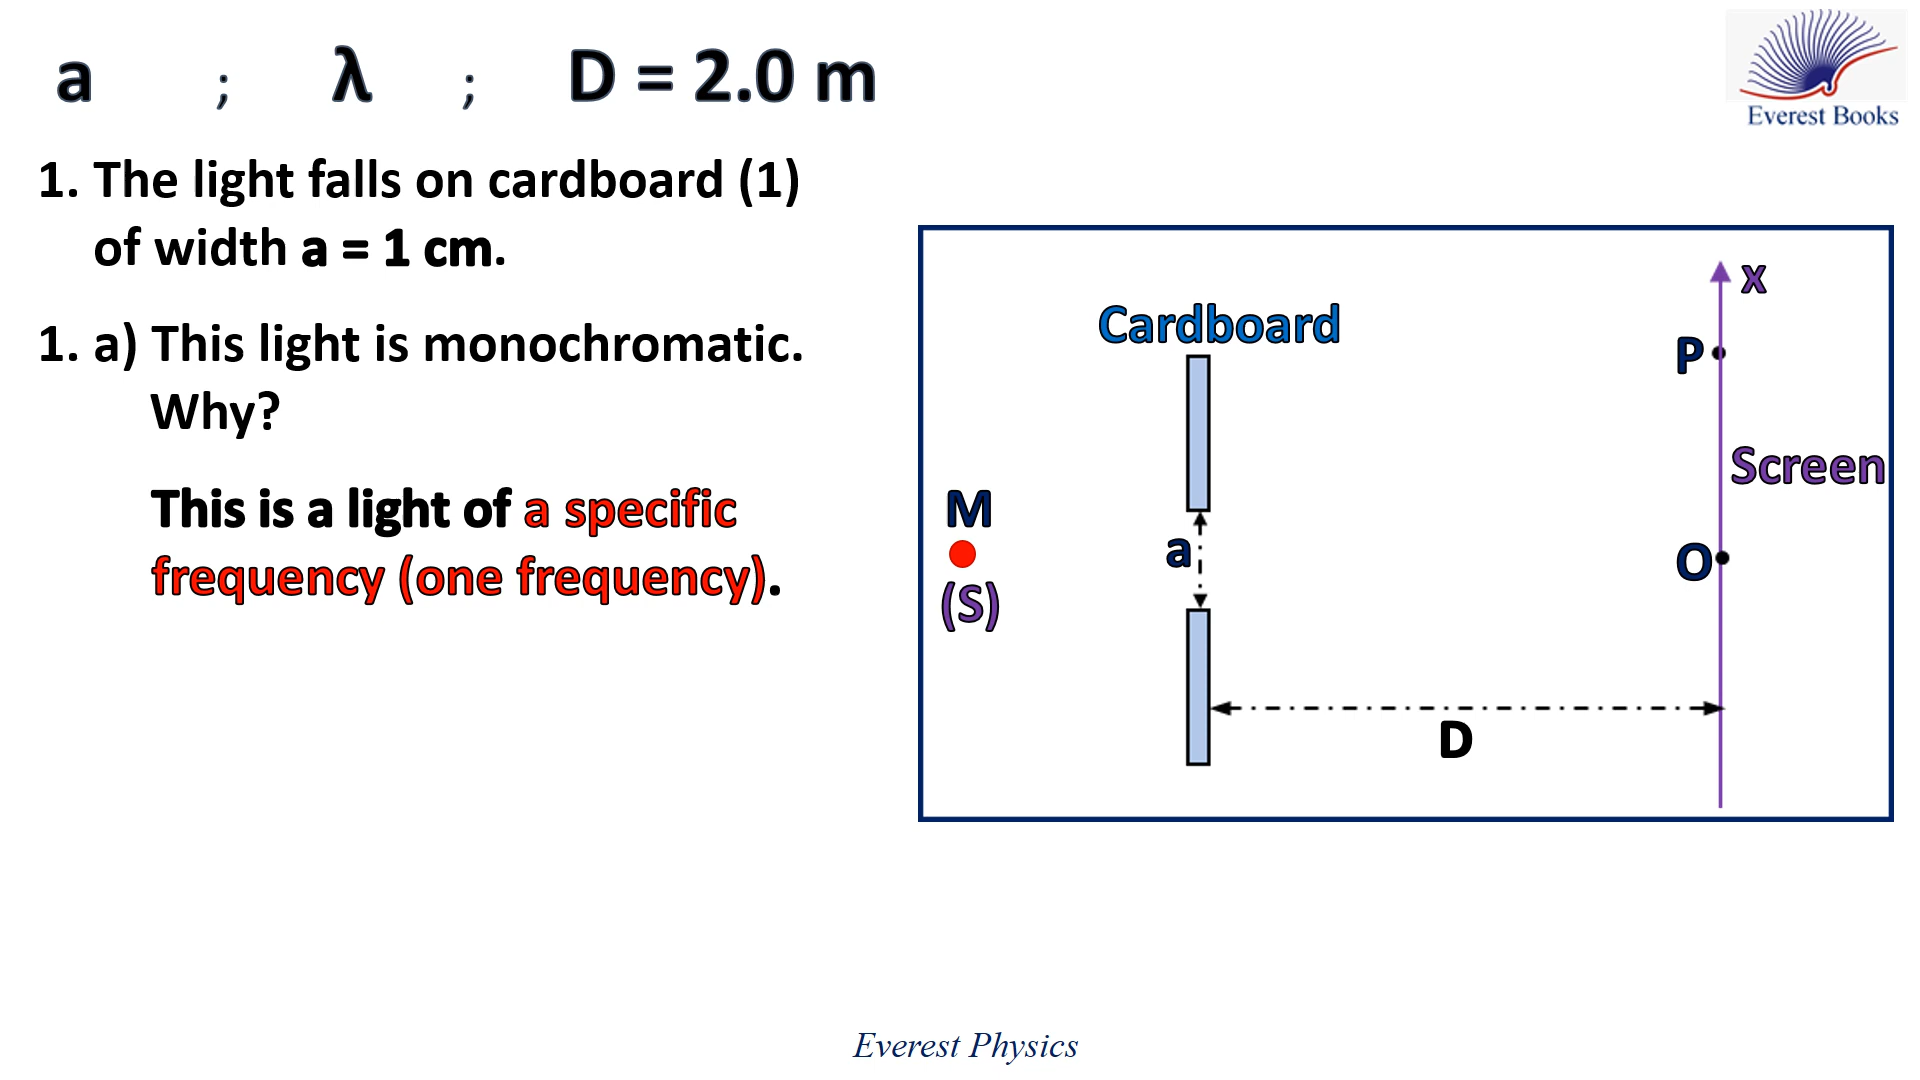 a ; λ ; D = 2.0 m
Everest Books
1. The light falls on cardboard (1)
of width a = 1 cm.
1. a) This light is monochromatic.
Why?
This is a light of a specific
frequency (one frequency).
x
Cardboard
P
Screen
M
a
O
(S)
D
Everest Physics